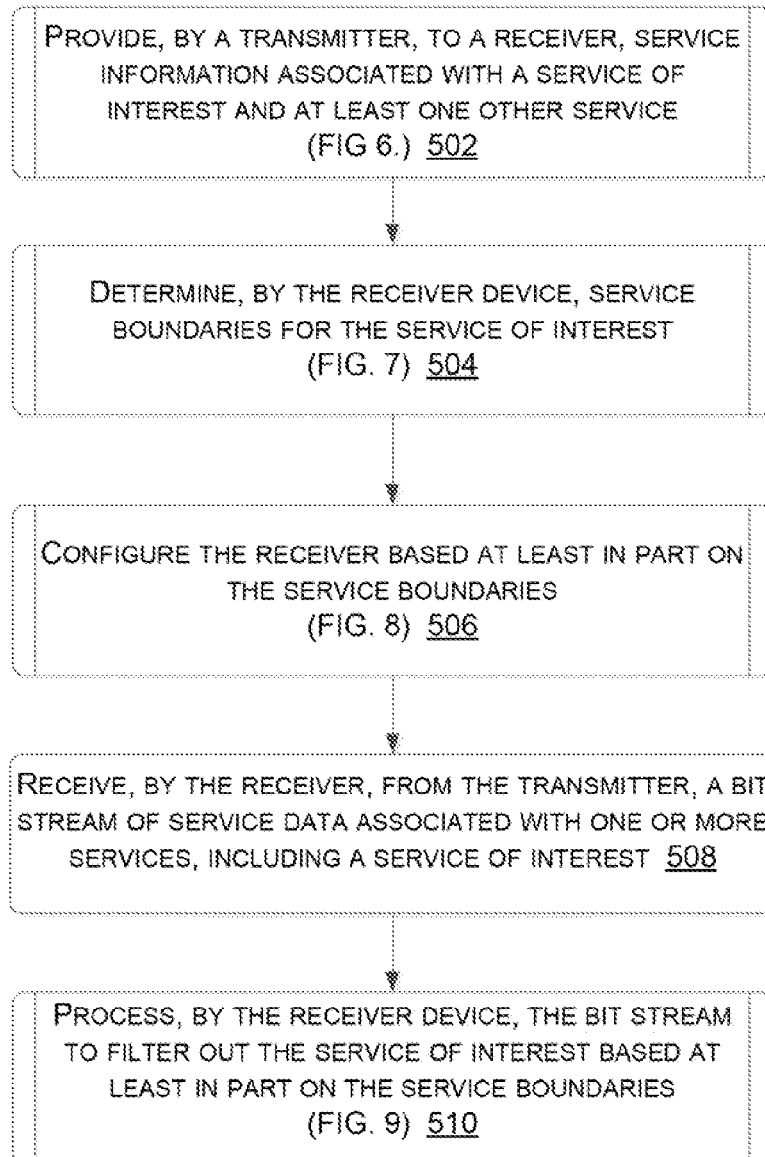 PROVIDE, BY A TRANSMITTER, TO A RECEIVER, SERVICE
INFORMATION ASSOCIATED WITH A SERVICE OF
INTEREST AND AT LEAST ONE OTHER SERVICE
(FIG 6.) 502
DETERMINE, BY THE RECEIVER DEVICE, SERVICE
BOUNDARIES FOR THE SERVICE OF INTEREST
(FIG. 7) 504
CONFIGURE THE RECEIVER BASED AT LEAST IN PART ON
THE SERVICE BOUNDARIES
(FIG. 8) 506
RECEIVE, BY THE RECEIVER, FROM THE TRANSMITTER, A BIT
STREAM OF SERVICE DATA ASSOCIATED WITH ONE OR MORE
SERVICES, INCLUDING A SERVICE OF INTEREST 508
PROCESS, BY THE RECEIVER DEVICE, THE BIT STREAM
TO FILTER OUT THE SERVICE OF INTEREST BASED AT
LEAST IN PART ON THE SERVICE BOUNDARIES
(FIG. 9) 510